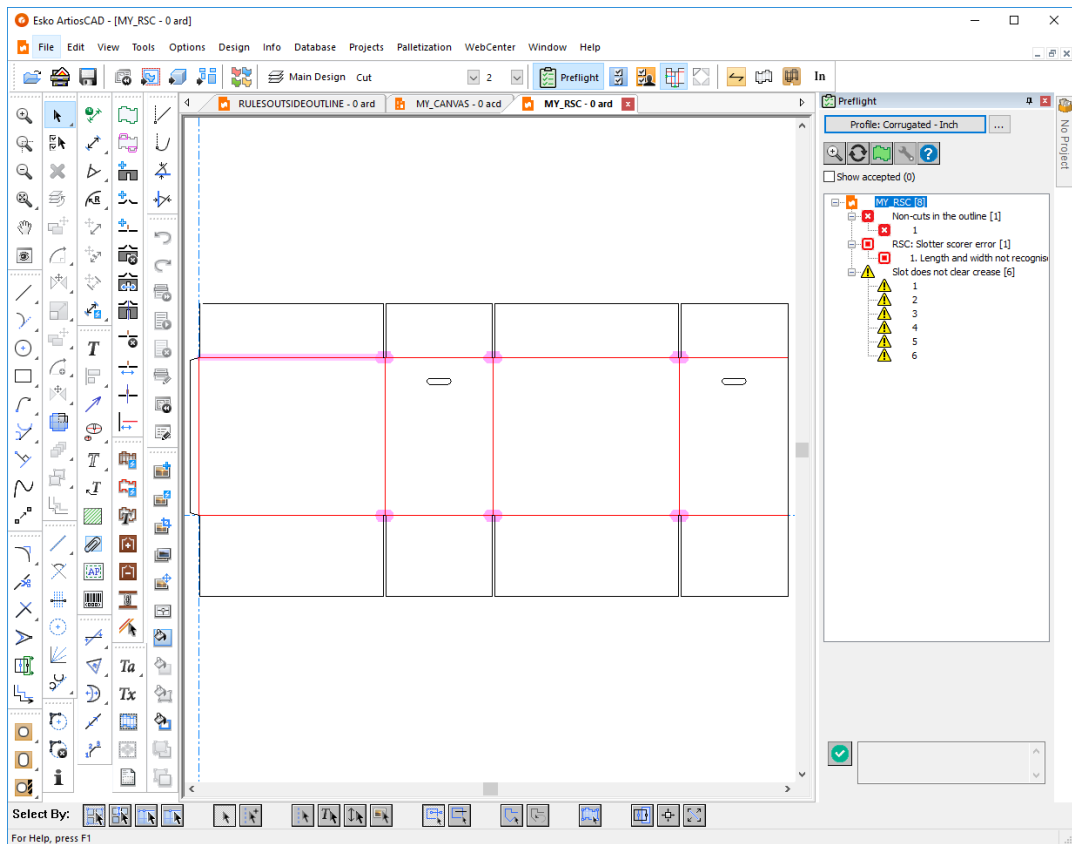 Esko ArtiosCAD - [MY_RSC - 0 ard]
File Edit View Tools Options Design Info Database Projects Palletization WebCenter Window Help
Main Design Cut 2 Preflight In
RULESOUTSIDEOUTLINE - 0 ard MY_CANVAS - 0 acd MY_RSC - 0 ard x
Preflight
No Project
Profile: Corrugated - Inch ...
Show accepted (0)
MY_RSC [8]
Non-cuts in the outline [1]
1
RSC: Slotter scorer error [1]
1. Length and width not recognise
Slot does not clear crease [6]
1
2
3
4
5
6
R
T
T
T
T
AP
Ta
Tx
i
Select By:
T
For Help, press F1